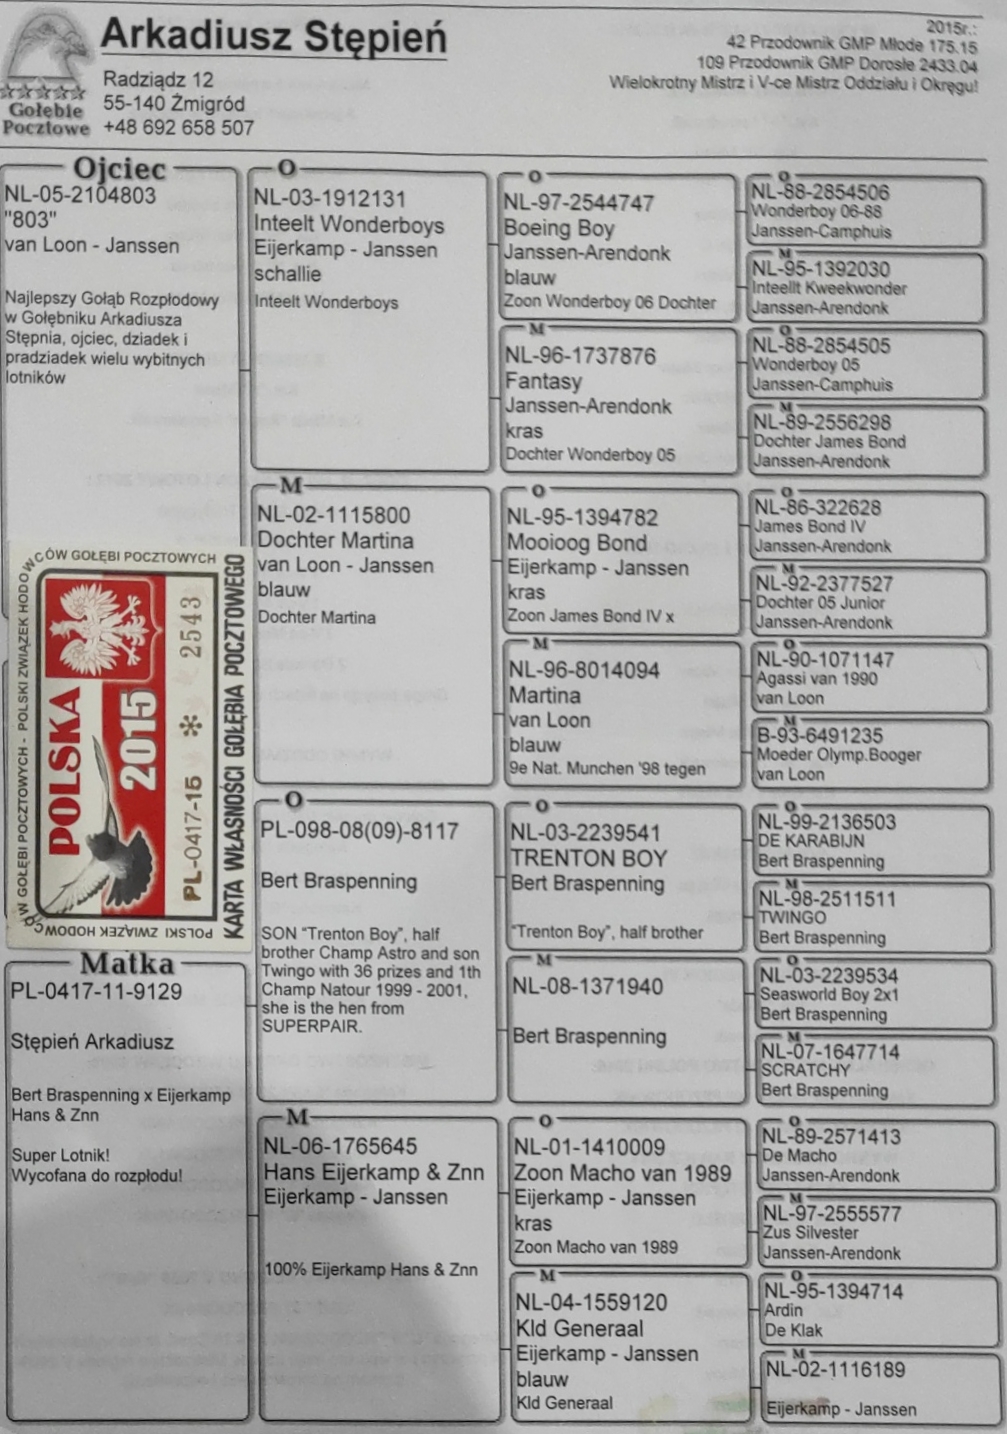 Arkadiusz Stępień
Radziądz 12
55-140 Żmigród
+48 692 658 507
Gołębie
Pocztowe
2015r.:
42 Przodownik GMP Młode 175.15
109 Przodownik GMP Dorosłe 2433.04
Wielokrotny Mistrz i V-ce Mistrz Oddziału i Okręgu!
Ojciec
NL-05-2104803
"803"
van Loon - Janssen
Najlepszy Gołąb Rozpłodowy
w Gołębniku Arkadiusza
Stępnia, ojciec, dziadek i
pradziadek wielu wybitnych
lotników
POLSKI ZWIĄZEK HODOWCÓW GOŁĘBI POCZTOWYCH - POLSKI ZWIĄZEK HODOWCÓW GOŁĘBI POCZTOWYCH
POLSKA
2015
PL-0417-15 * 2543
KARTA WŁASNOŚCI GOŁĘBIA POCZTOWEGO
Matka
PL-0417-11-9129
Stępień Arkadiusz
Bert Braspenning x Eijerkamp
Hans & Znn
Super Lotnik!
Wycofana do rozpłodu!
O
NL-03-1912131
Inteelt Wonderboys
Eijerkamp - Janssen
schallie
Inteelt Wonderboys
M
NL-02-1115800
Dochter Martina
van Loon - Janssen
blauw
Dochter Martina
O
PL-098-08(09)-8117
Bert Braspenning
SON "Trenton Boy", half
brother Champ Astro and son
Twingo with 36 prizes and 1th
Champ Natour 1999 - 2001,
she is the hen from
SUPERPAIR.
M
NL-06-1765645
Hans Eijerkamp & Znn
Eijerkamp - Janssen
100% Eijerkamp Hans & Znn
O
NL-97-2544747
Boeing Boy
Janssen-Arendonk
blauw
Zoon Wonderboy 06 Dochter
M
NL-96-1737876
Fantasy
Janssen-Arendonk
kras
Dochter Wonderboy 05
O
NL-95-1394782
Mooioog Bond
Eijerkamp - Janssen
kras
Zoon James Bond IV x
M
NL-96-8014094
Martina
van Loon
blauw
9e Nat. Munchen '98 tegen
O
NL-03-2239541
TRENTON BOY
Bert Braspenning
"Trenton Boy", half brother
M
NL-08-1371940
Bert Braspenning
O
NL-01-1410009
Zoon Macho van 1989
Eijerkamp - Janssen
kras
Zoon Macho van 1989
M
NL-04-1559120
Kld Generaal
Eijerkamp - Janssen
blauw
Kld Generaal
O
NL-88-2854506
Wonderboy 06-88
Janssen-Camphuis
M
NL-95-1392030
Inteellt Kweekwonder
Janssen-Arendonk
O
NL-88-2854505
Wonderboy 05
Janssen-Camphuis
M
NL-89-2556298
Dochter James Bond
Janssen-Arendonk
O
NL-86-322628
James Bond IV
Janssen-Arendonk
M
NL-92-2377527
Dochter 05 Junior
Janssen-Arendonk
O
NL-90-1071147
Agassi van 1990
van Loon
M
B-93-6491235
Moeder Olymp.Booger
van Loon
O
NL-99-2136503
DE KARABIJN
Bert Braspenning
M
NL-98-2511511
TWINGO
Bert Braspenning
O
NL-03-2239534
Seasworld Boy 2x1
Bert Braspenning
M
NL-07-1647714
SCRATCHY
Bert Braspenning
O
NL-89-2571413
De Macho
Janssen-Arendonk
M
NL-97-2555577
Zus Silvester
Janssen-Arendonk
O
NL-95-1394714
Ardin
De Klak
M
NL-02-1116189
Eijerkamp - Janssen